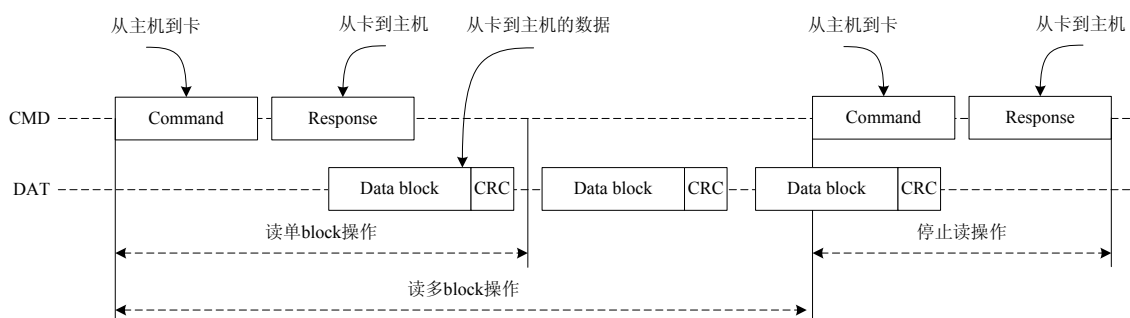 从主机到卡
从卡到主机
从卡到主机的数据
从主机到卡
从卡到主机
CMD
Command
Response
Command
Response
DAT
Data block
CRC
Data block
CRC
Data block
CRC
读单block操作
停止读操作
读多block操作